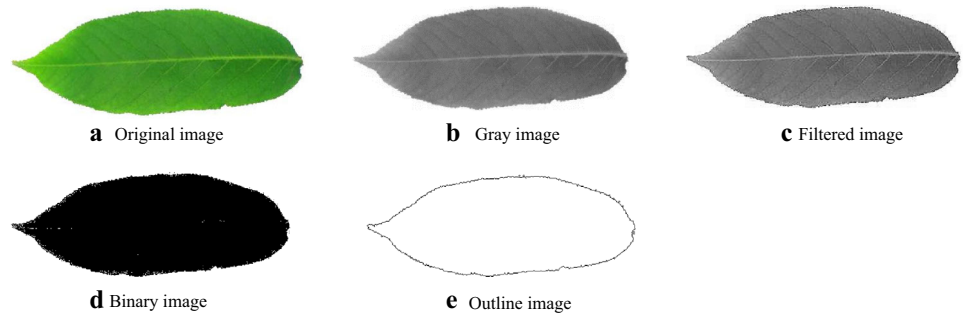 a Original image
b Gray image
c Filtered image
d Binary image
e Outline image